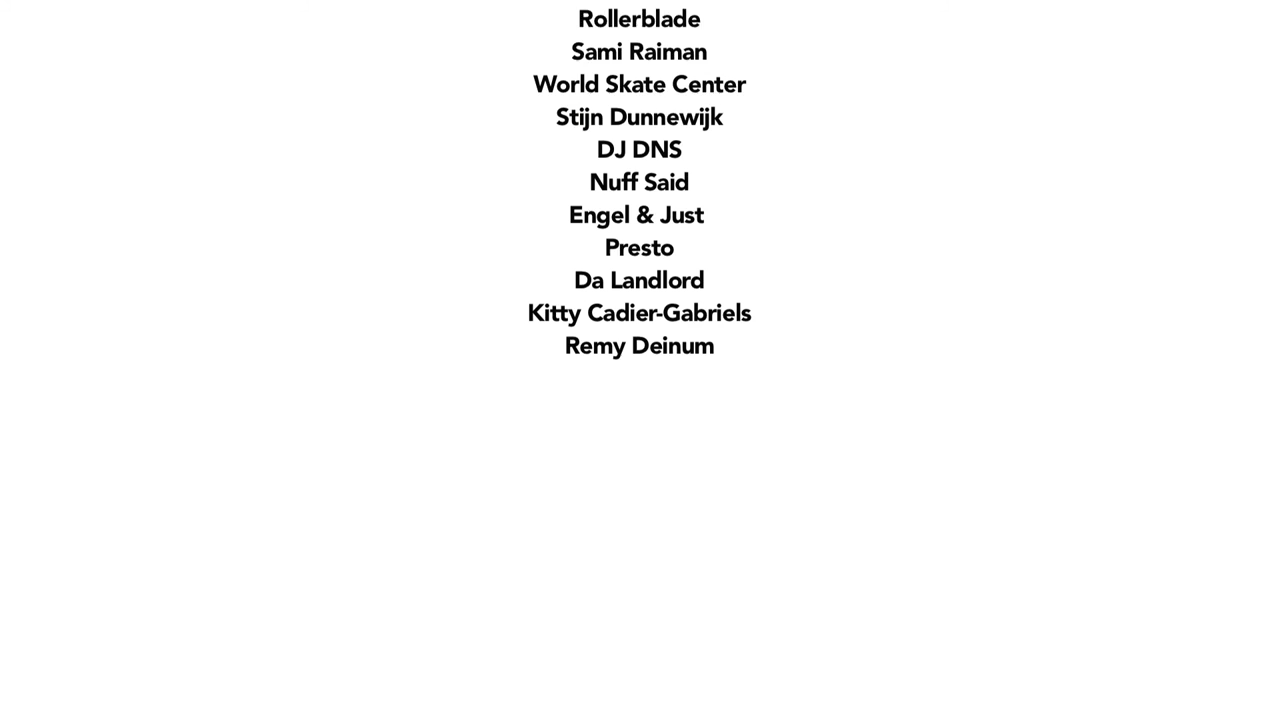 Rollerblade
Sami Raiman
World Skate Center
Stijn Dunnewijk
DJ DNS
Nuff Said
Engel & Just
Presto
Da Landlord
Kitty Cadier-Gabriels
Remy Deinum